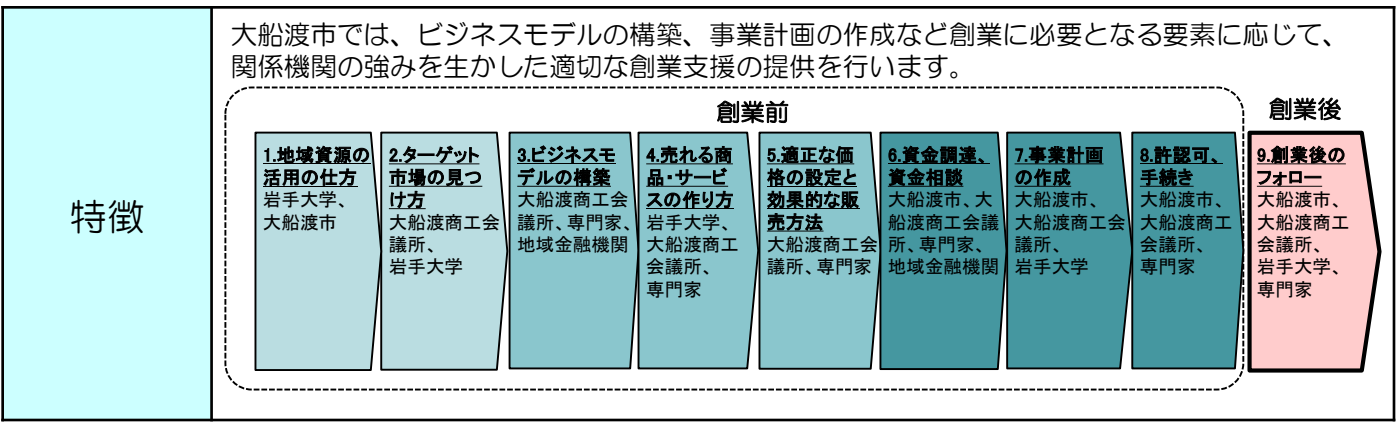 特徴
大船渡市では、ビジネスモデルの構築、事業計画の作成など創業に必要となる要素に応じて、
関係機関の強みを生かした適切な創業支援の提供を行います。
創業前
1.地域資源の
活用の仕方
岩手大学、
大船渡市
2.ターゲット
市場の見つ
け方
大船渡商工会
議所、
岩手大学
3.ビジネスモ
デルの構築
大船渡商工会
議所、専門家、
地域金融機関
4.売れる商
品・サービ
スの作り方
岩手大学、
大船渡商工
会議所、
専門家
5.適正な価
格の設定と
効果的な販
売方法
大船渡商工会
議所、専門家
6.資金調達、
資金相談
大船渡市、大
船渡商工会議
所、専門家、
地域金融機関
7.事業計画
の作成
大船渡市、
大船渡商工会
議所、
岩手大学
8.許認可、
手続き
大船渡市、
大船渡商工
会議所、
専門家
創業後
9.創業後の
フォロー
大船渡市、
大船渡商工
会議所、
岩手大学、
専門家